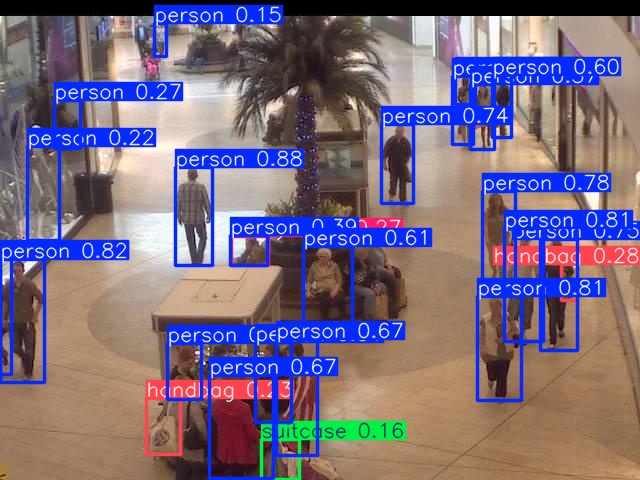 person 0.15
person 0.60
person 0.27
person 0.74
person 0.22
person 0.88
person 0.78
person 0.81
person 0.39
person 0.61
person 0.82
handbag 0.28
person 0.81
person
person 0.67
person 0.67
handbag 0.23
suitcase 0.16